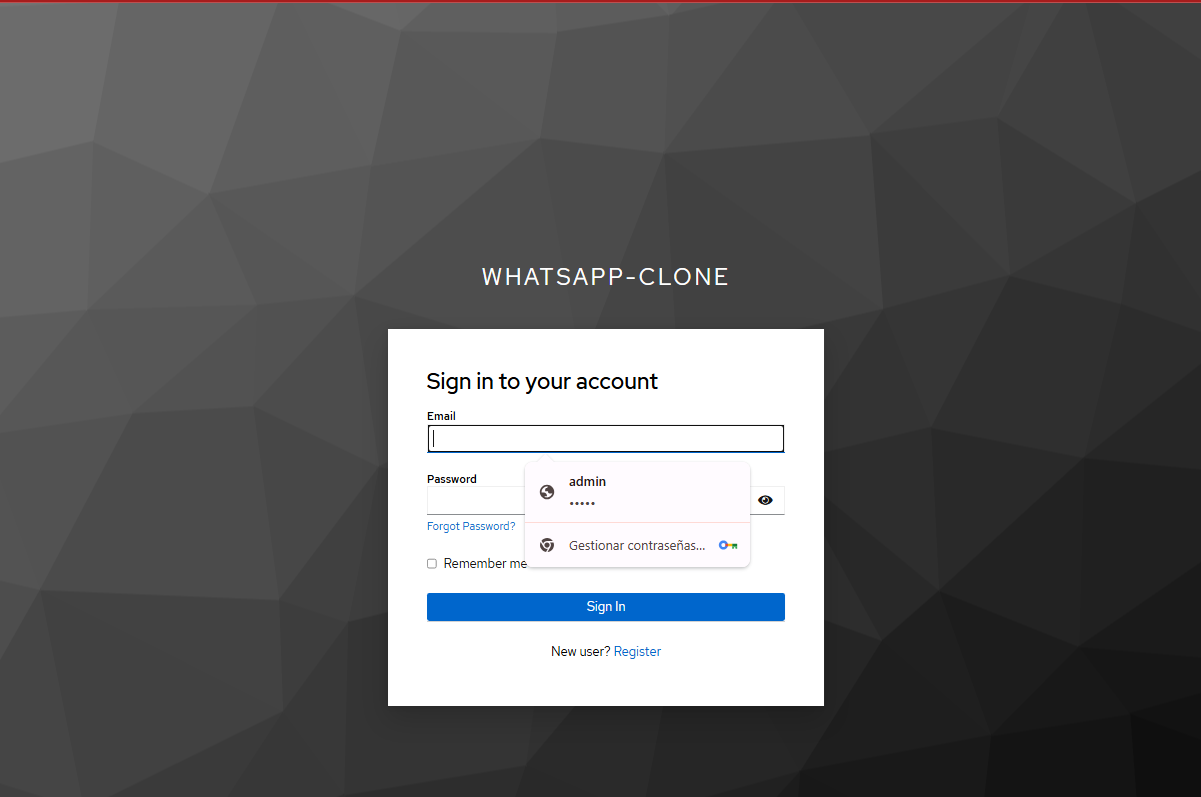 WHATSAPP-CLONE
Sign in to your account
Email
Password
admin
•••••
Forgot Password?
Gestionar contraseñas...
Remember me
Sign In
New user? Register